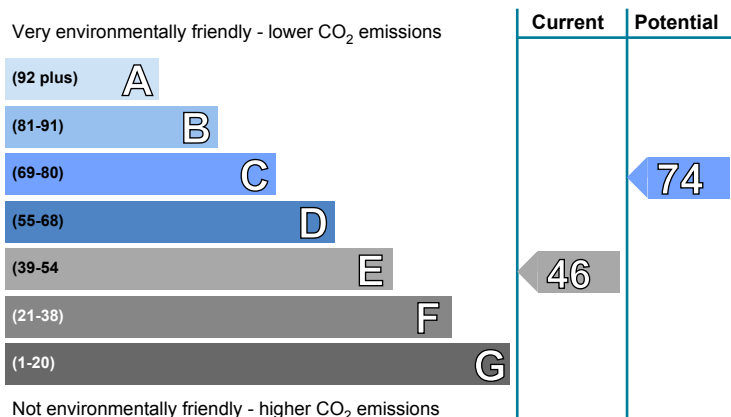 Very environmentally friendly - lower CO2 emissions
Current
Potential
(92 plus) A
(81-91) B
(69-80) C
74
(55-68) D
(39-54 E
46
(21-38) F
(1-20) G
Not environmentally friendly - higher CO2 emissions